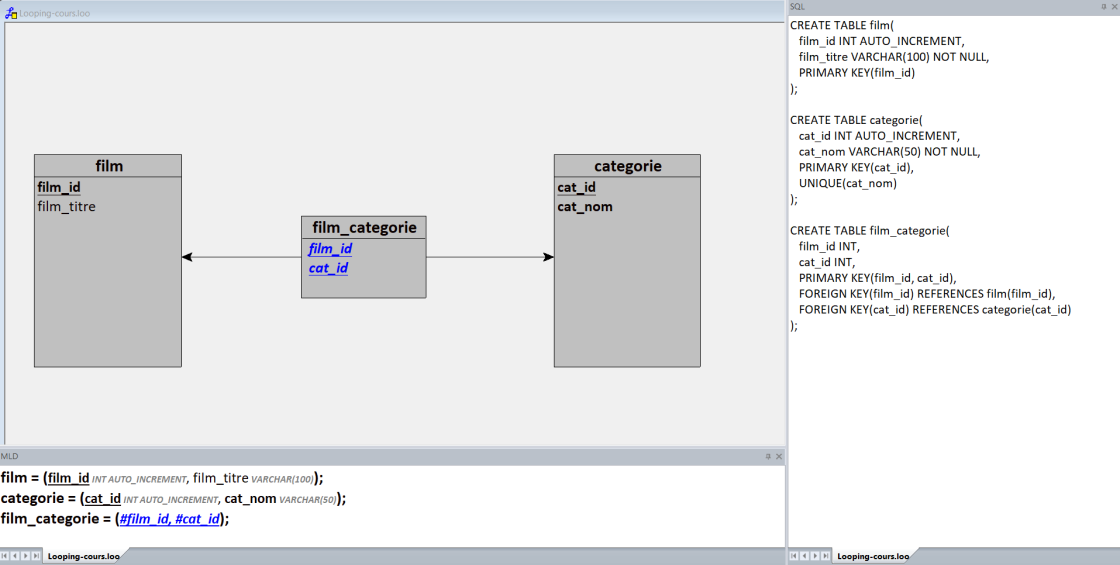 Looping-cours.loo
film
film_id
film_titre
film_categorie
film_id
cat_id
categorie
cat_id
cat_nom
MLD
film = (film_id INT AUTO_INCREMENT, film_titre VARCHAR(100));
categorie = (cat_id INT AUTO_INCREMENT, cat_nom VARCHAR(50));
film_categorie = (#film_id, #cat_id);
Looping-cours.loo
SQL
CREATE TABLE film(
film_id INT AUTO_INCREMENT,
film_titre VARCHAR(100) NOT NULL,
PRIMARY KEY(film_id)
);
CREATE TABLE categorie(
cat_id INT AUTO_INCREMENT,
cat_nom VARCHAR(50) NOT NULL,
PRIMARY KEY(cat_id),
UNIQUE(cat_nom)
);
CREATE TABLE film_categorie(
film_id INT,
cat_id INT,
PRIMARY KEY(film_id, cat_id),
FOREIGN KEY(film_id) REFERENCES film(film_id),
FOREIGN KEY(cat_id) REFERENCES categorie(cat_id)
);
Looping-cours.loo